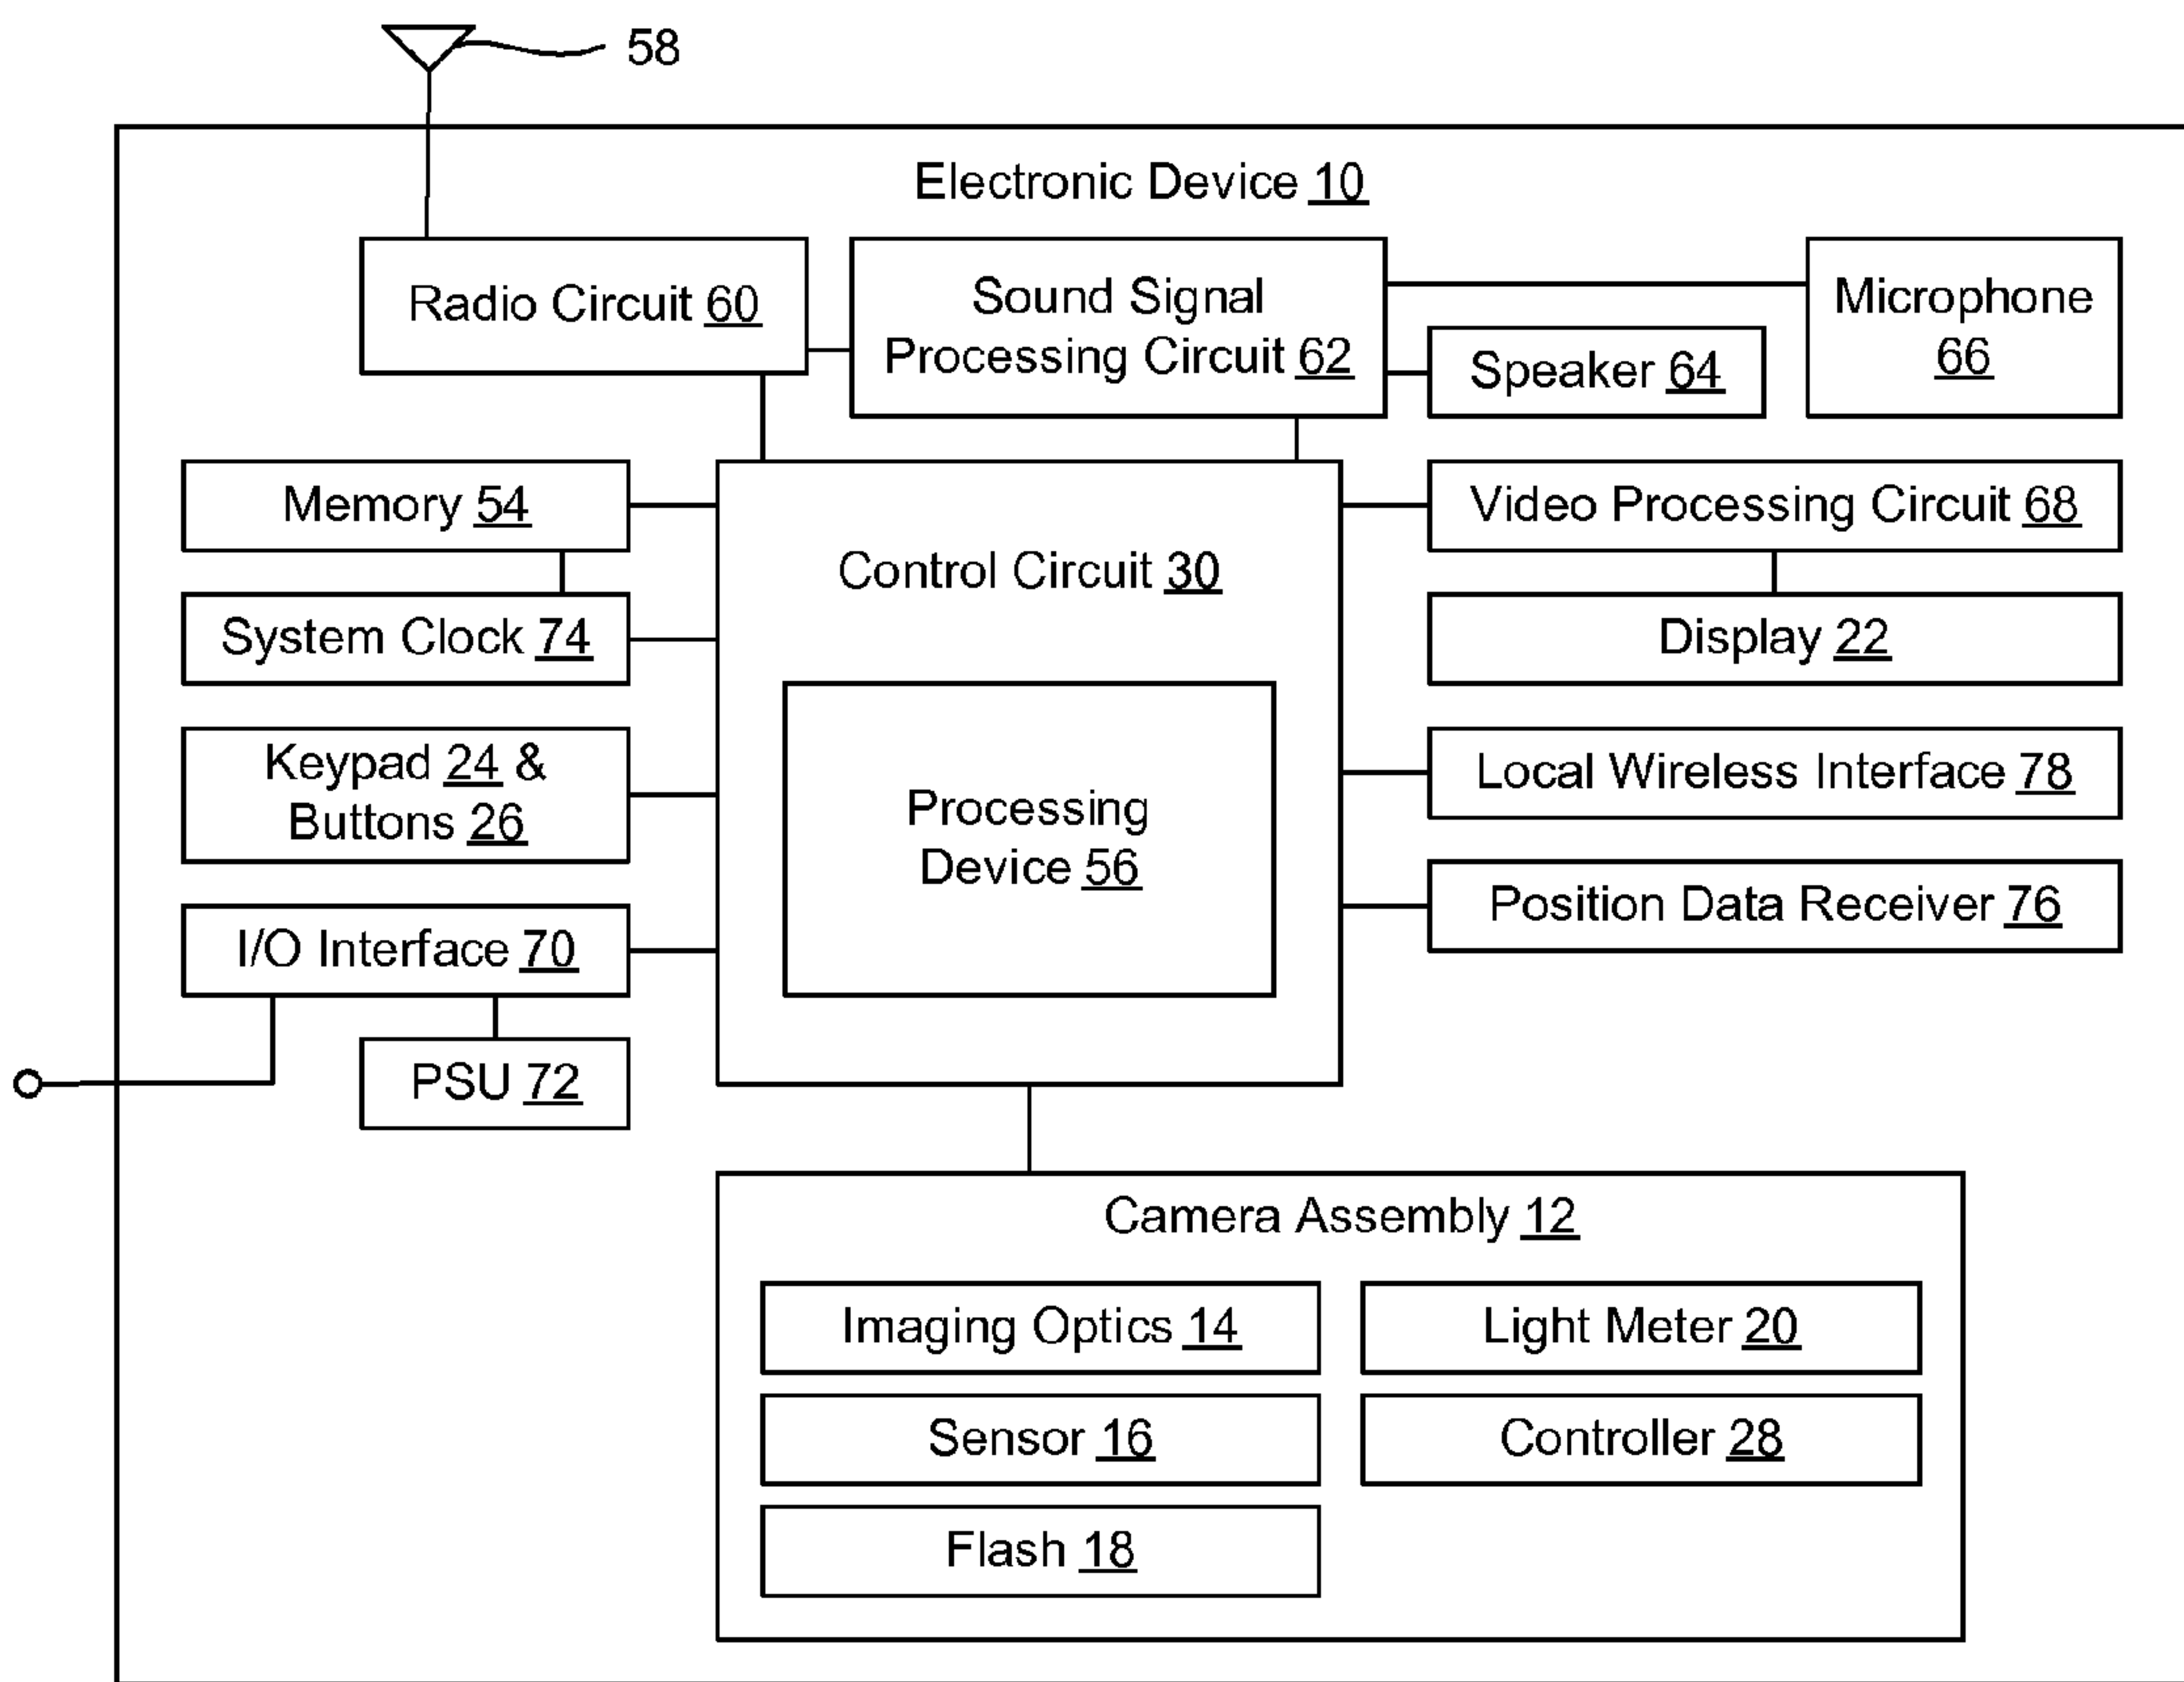 58
Electronic Device 10
Radio Circuit 60
Sound Signal
Processing Circuit 62
Microphone
66
Speaker 64
Memory 54
Control Circuit 30
Video Processing Circuit 68
System Clock 74
Display 22
Keypad 24 &
Buttons 26
Processing
Device 56
Local Wireless Interface 78
Position Data Receiver 76
I/O Interface 70
PSU 72
Camera Assembly 12
Imaging Optics 14
Light Meter 20
Sensor 16
Controller 28
Flash 18